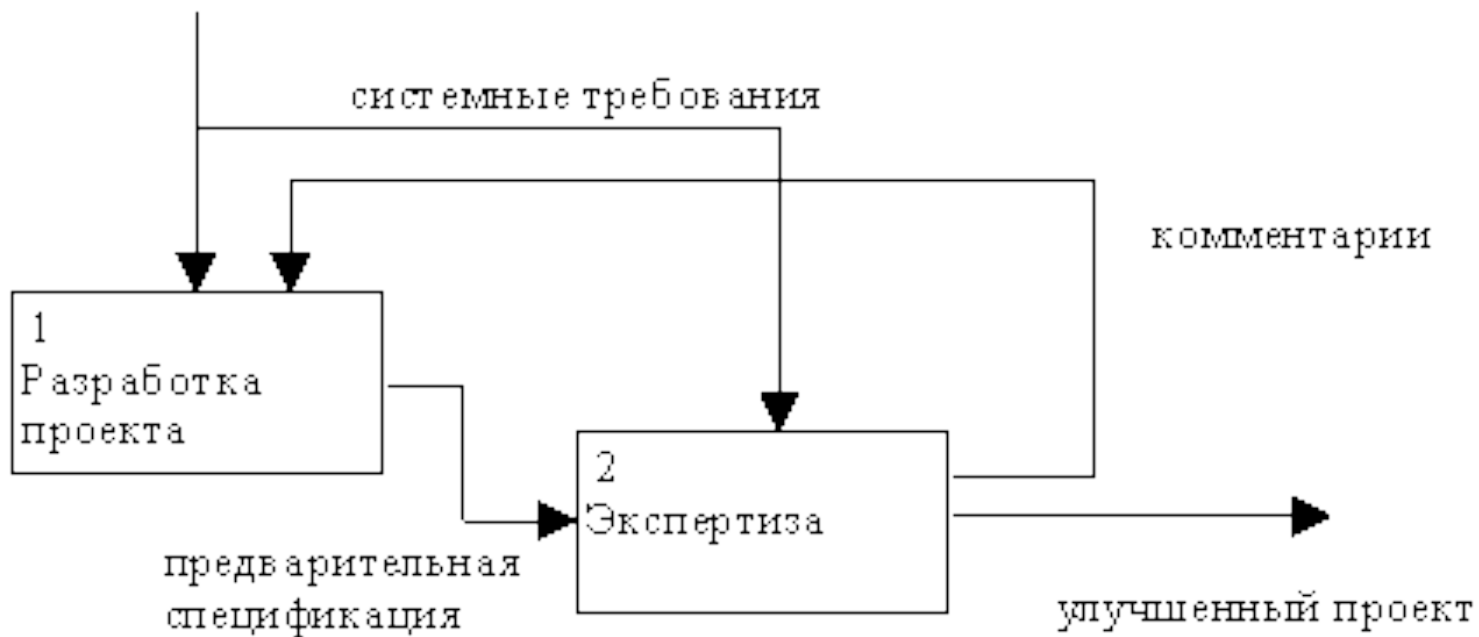 системные требования
комментарии
1
Разработка
проекта
2
Экспертиза
предварительная
спецификация
улучшенный проект